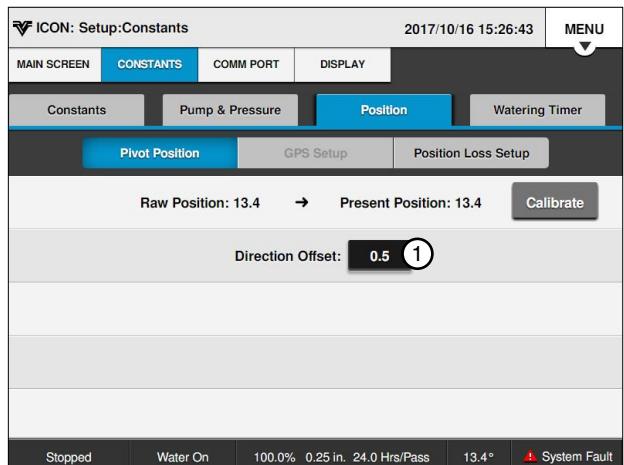 ICON: Setup:Constants 2017/10/16 15:26:43 MENU
MAIN SCREEN CONSTANTS COMM PORT DISPLAY
Constants Pump & Pressure Position Watering Timer
Pivot Position GPS Setup Position Loss Setup
Raw Position: 13.4 → Present Position: 13.4 Calibrate
Direction Offset: 0.5 1
Stopped Water On 100.0% 0.25 in. 24.0 Hrs/Pass 13.4° System Fault